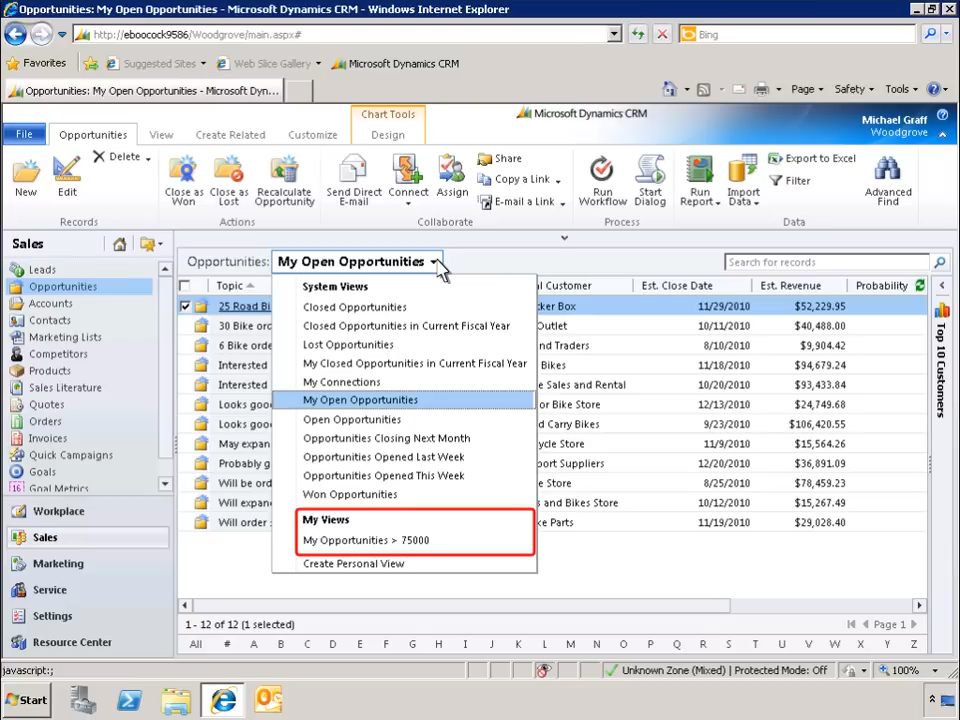 Opportunities: My Open Opportunities - Microsoft Dynamics CRM - Windows Internet Explorer
http://eboocock9586/Woodgrove/main.aspx#
Bing
Favorites
Suggested Sites
Web Slice Gallery
Microsoft Dynamics CRM
Opportunities: My Open Opportunities - Microsoft Dyn...
Page
Safety
Tools
Chart Tools
Microsoft Dynamics CRM
Michael Graff
Woodgrove
File
Opportunities
View
Create Related
Customize
Design
New
Edit
Delete
Records
Close as Won
Close as Lost
Recalculate Opportunity
Actions
Send Direct E-mail
Connect
Assign
Share
Copy a Link
E-mail a Link
Collaborate
Run Workflow
Start Dialog
Process
Run Report
Import Data
Export to Excel
Filter
Advanced Find
Data
Sales
Leads
Opportunities
Accounts
Contacts
Marketing Lists
Competitors
Products
Sales Literature
Quotes
Orders
Invoices
Quick Campaigns
Goals
16 Goal Metrics
Workplace
Sales
Marketing
Service
Settings
Resource Center
Opportunities: My Open Opportunities
Search for records
System Views
Closed Opportunities
Closed Opportunities in Current Fiscal Year
Lost Opportunities
My Closed Opportunities in Current Fiscal Year
My Connections
My Open Opportunities
Open Opportunities
Opportunities Closing Next Month
Opportunities Opened Last Week
Opportunities Opened This Week
Won Opportunities
My Views
My Opportunities > 75000
Create Personal View
Topic Customer Est. Close Date Est. Revenue Probability
25 Road Bi Box 11/29/2010 $52,229.95
30 Bike or Outlet 10/11/2010 $40,488.00
6 Bike orde and Traders 8/10/2010 $9,904.42
Interested Bikes 12/13/2010 $94,679.24
Interested e Sales and Rental 10/27/2010 $93,433.84
Looks good Bike Store 12/13/2010 $24,749.68
Looks good Carry Bikes 9/23/2010 $106,420.55
May expan Store 11/9/2010 $15,564.26
Probably g Suppliers 12/20/2010 $36,891.09
Will be ord 8/25/2010 $78,459.23
Will expan s and Bikes Store 10/12/2010 $15,267.49
Will order Parts 11/19/2010 $29,028.40
Top 10 Customers
1 - 12 of 12 (1 selected)
Page 1
All # A B C D E F G H I J K L M N O P Q R S T U V W X Y Z
javascript:;
Unknown Zone (Mixed) | Protected Mode: Off
100%
Start